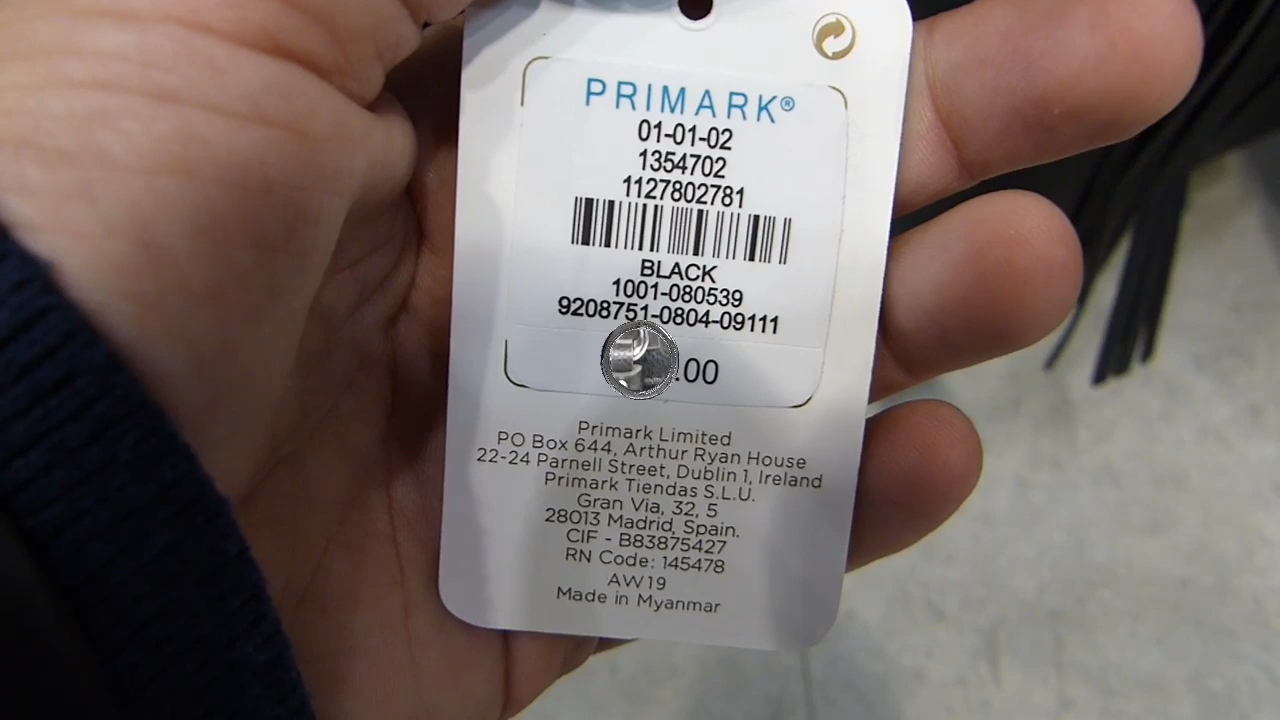 PRIMARK®
01-01-02
1354702
1127802781
BLACK
1001-080539
9208751-0804-09111
.00
Primark Limited
PO Box 644, Arthur Ryan House
22-24 Parnell Street, Dublin 1, Ireland
Primark Tiendas S.L.U.
Gran Via, 32, 5
28013 Madrid, Spain.
CIF - B83875427
RN Code: 145478
AW19
Made in Myanmar